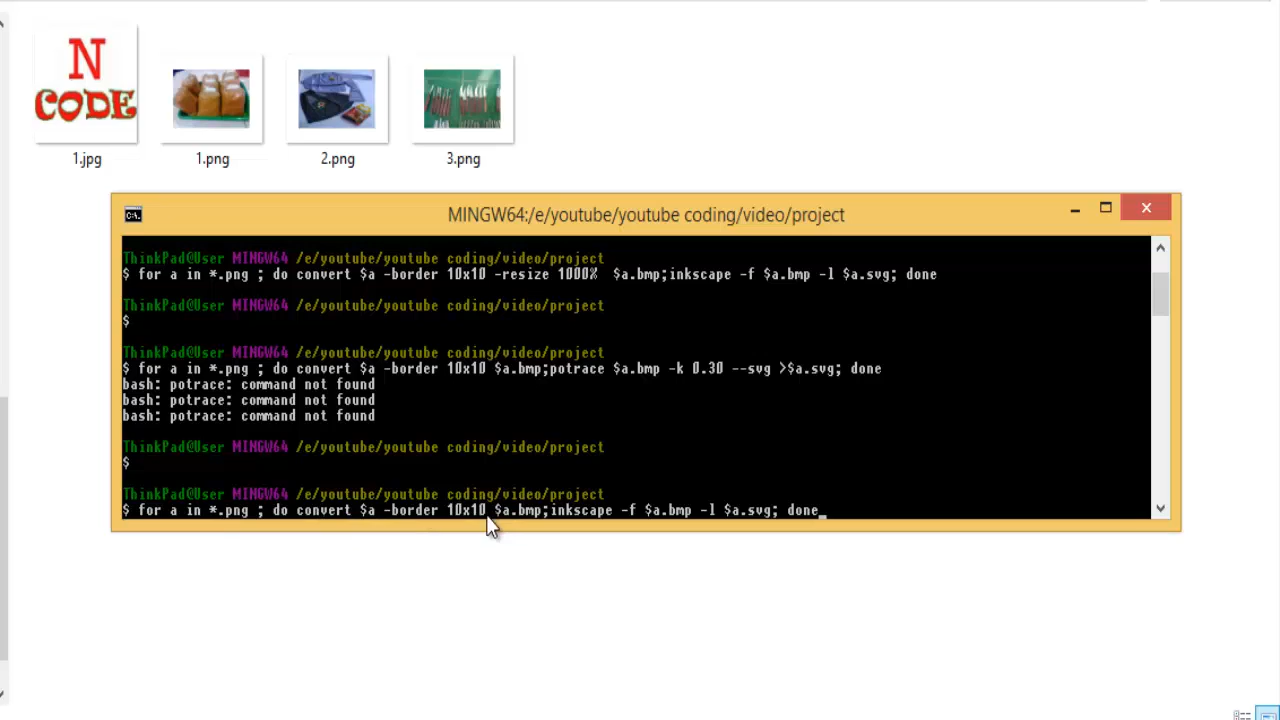 N
CODE
1.jpg
1.png
2.png
3.png
MINGW64:/e/youtube/youtube coding/video/project
ThinkPad@User MINGW64 /e/youtube/youtube coding/video/project
$ for a in *.png ; do convert $a -border 10x10 -resize 1000%  $a.bmp;inkscape -f $a.bmp -l $a.svg; done
ThinkPad@User MINGW64 /e/youtube/youtube coding/video/project
$
ThinkPad@User MINGW64 /e/youtube/youtube coding/video/project
$ for a in *.png ; do convert $a -border 10x10 $a.bmp;potrace $a.bmp -k 0.30 --svg >$a.svg; done
bash: potrace: command not found
bash: potrace: command not found
bash: potrace: command not found
ThinkPad@User MINGW64 /e/youtube/youtube coding/video/project
$
ThinkPad@User MINGW64 /e/youtube/youtube coding/video/project
$ for a in *.png ; do convert $a -border 10x10 $a.bmp;inkscape -f $a.bmp -l $a.svg; done_